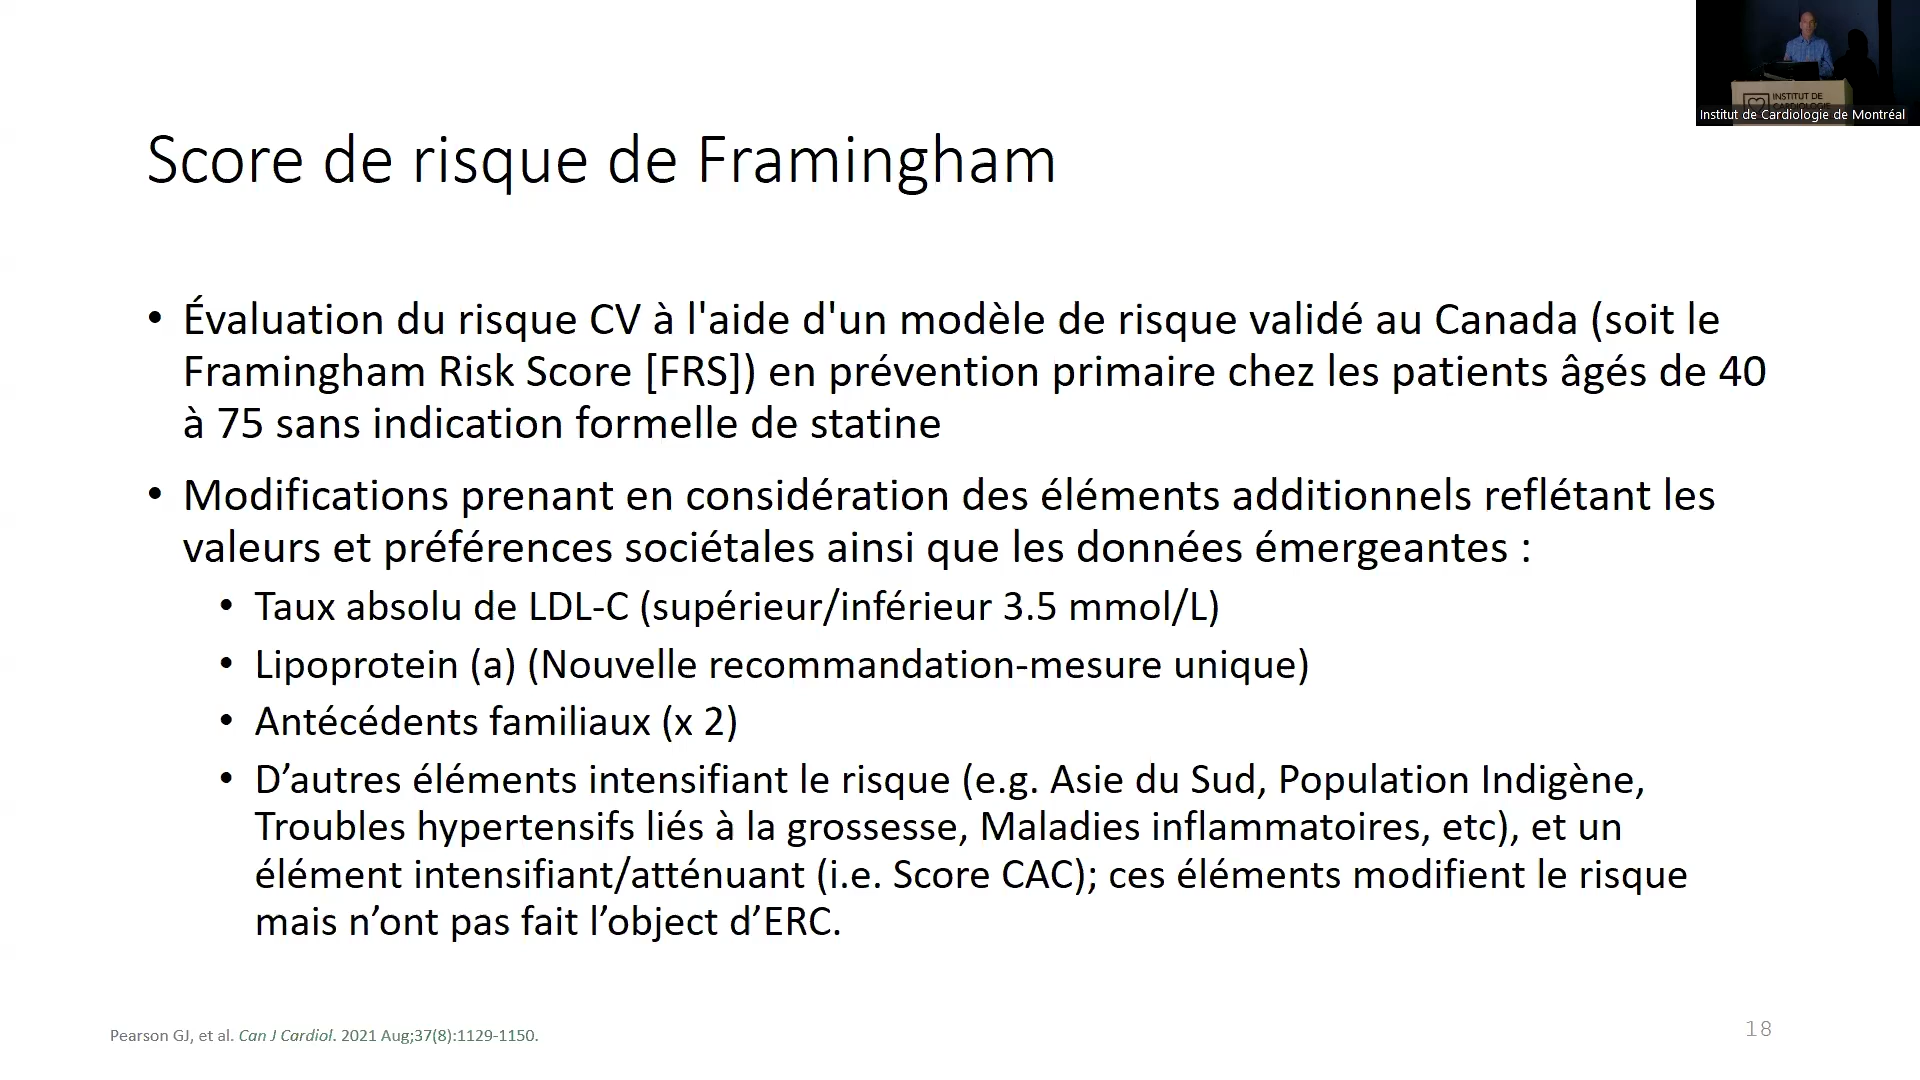 INSTITUT DE
CARDIOLOGIE
Institut de Cardiologie de Montréal
Score de risque de Framingham
• Évaluation du risque CV à l'aide d'un modèle de risque validé au Canada (soit le
Framingham Risk Score [FRS]) en prévention primaire chez les patients âgés de 40
à 75 sans indication formelle de statine
• Modifications prenant en considération des éléments additionnels reflétant les
valeurs et préférences sociétales ainsi que les données émergeantes :
• Taux absolu de LDL-C (supérieur/inférieur 3.5 mmol/L)
• Lipoprotein (a) (Nouvelle recommandation-mesure unique)
• Antécédents familiaux (x 2)
• D’autres éléments intensifiant le risque (e.g. Asie du Sud, Population Indigène,
Troubles hypertensifs liés à la grossesse, Maladies inflammatoires, etc), et un
élément intensifiant/atténuant (i.e. Score CAC); ces éléments modifient le risque
mais n’ont pas fait l’object d’ERC.
Pearson GJ, et al. Can J Cardiol. 2021 Aug;37(8):1129-1150.
18